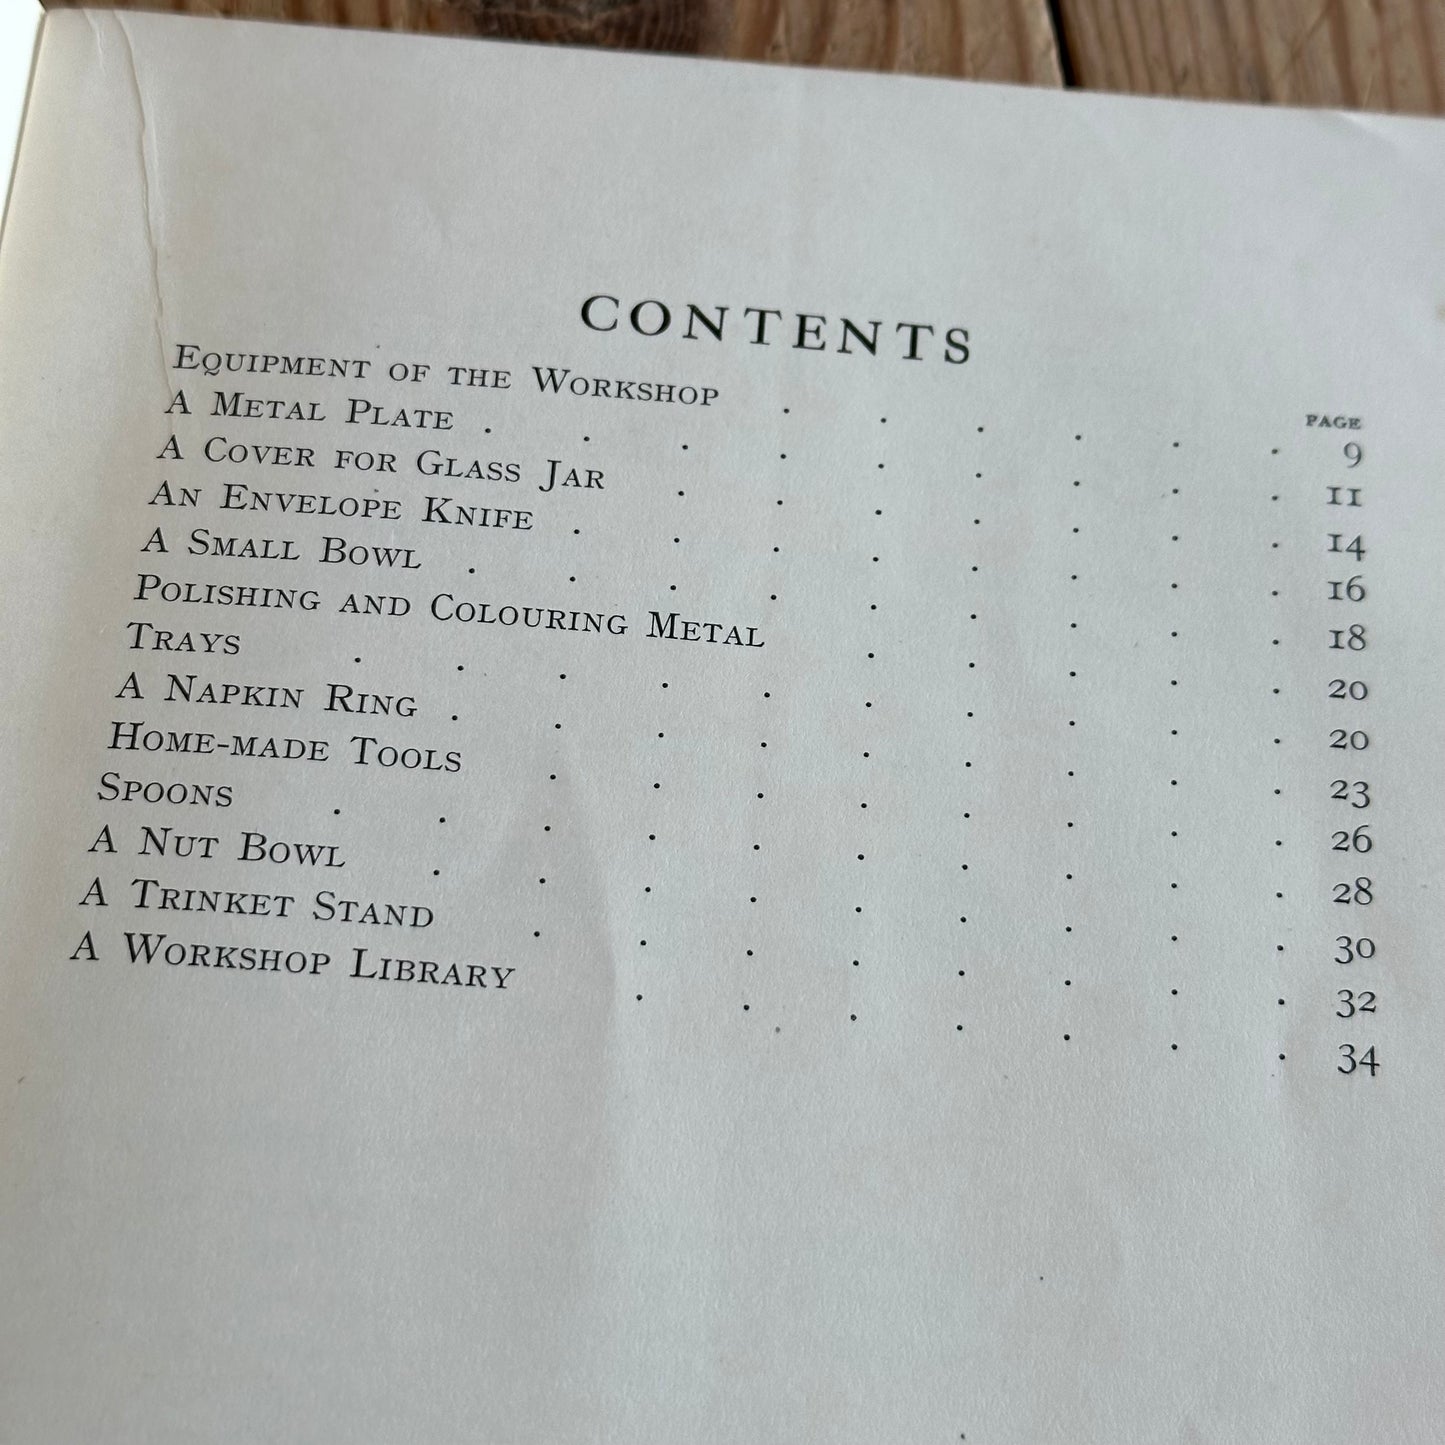 CONTENTS
PAGE
EQUIPMENT OF THE WORKSHOP . . . . . . 9
A METAL PLATE . . . . . . . . . 11
A COVER FOR GLASS JAR . . . . . . . 14
AN ENVELOPE KNIFE . . . . . . . . 16
A SMALL BOWL . . . . . . . . . 18
POLISHING AND COLOURING METAL . . . . . 20
TRAYS . . . . . . . . . . 20
A NAPKIN RING . . . . . . . . . 23
HOME-MADE TOOLS . . . . . . . . 26
SPOONS . . . . . . . . . . 28
A NUT BOWL . . . . . . . . . 30
A TRINKET STAND . . . . . . . . 32
A WORKSHOP LIBRARY . . . . . . . 34